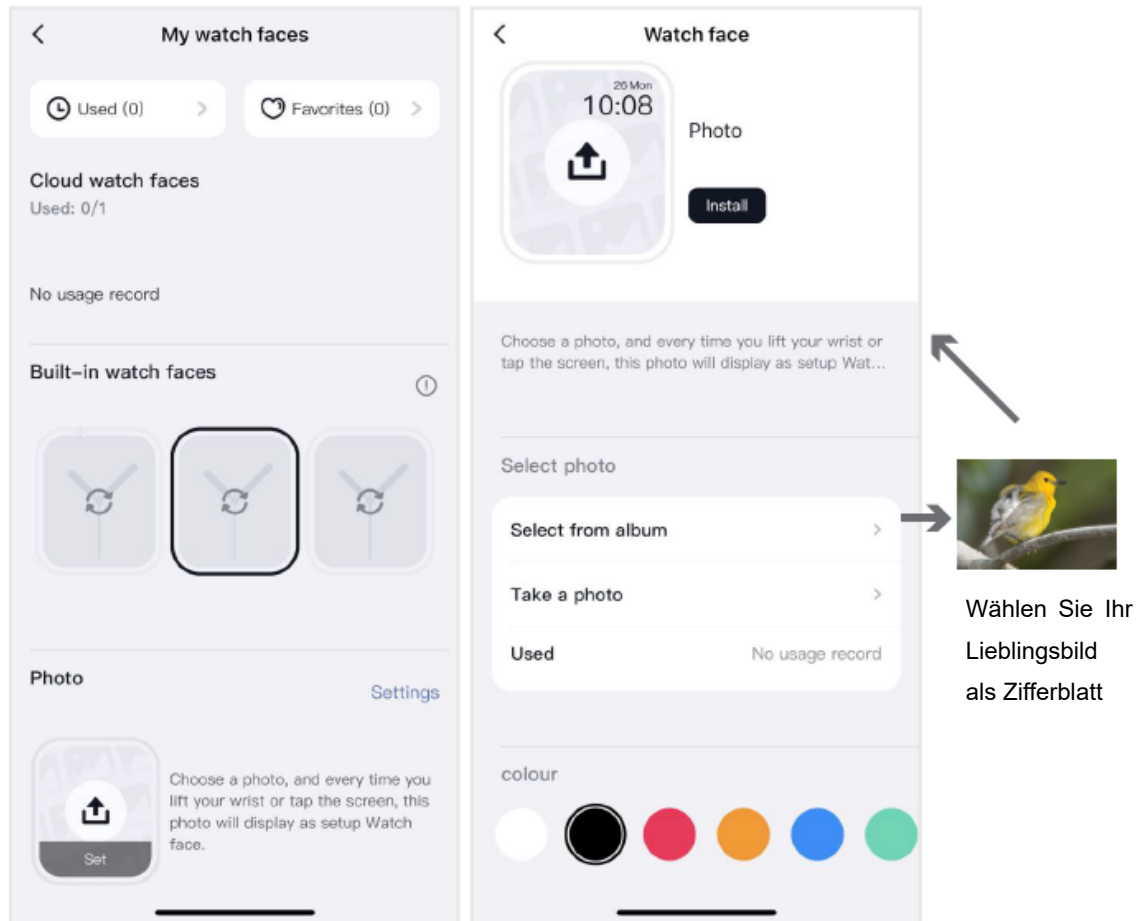 My watch faces
Used (0)
Favorites (0)
Cloud watch faces
Used: 0/1
No usage record
Built-in watch faces
Photo
Settings
Choose a photo, and every time you
lift your wrist or tap the screen, this
photo will display as setup Watch
face.
Set
Watch face
26 Mon
10:08
Photo
Install
Choose a photo, and every time you lift your wrist or
tap the screen, this photo will display as setup Wat...
Select photo
Select from album
Take a photo
Used
No usage record
colour
Wählen Sie Ihr
Lieblingsbild
als Zifferblatt